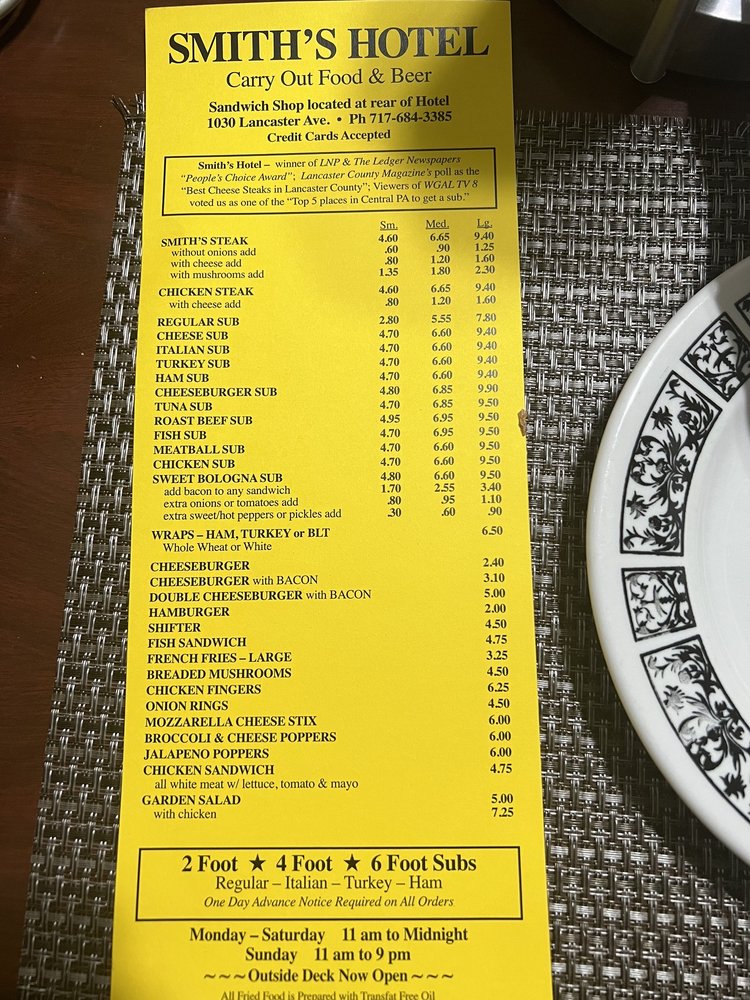 SMITH'S HOTEL
Carry Out Food & Beer
Sandwich Shop located at rear of Hotel
1030 Lancaster Ave. • Ph 717-684-3385
Credit Cards Accepted
Smith's Hotel – winner of LNP & The Ledger Newspapers
"People's Choice Award"; Lancaster County Magazine's poll as the
"Best Cheese Steaks in Lancaster County"; Viewers of WGAL TV 8
voted us as one of the "Top 5 places in Central PA to get a sub."
Sm. Med. Lg.
SMITH'S STEAK 4.60 6.65 9.40
without onions add .60 .90 1.25
with cheese add .80 1.20 1.60
with mushrooms add 1.35 1.80 2.30
CHICKEN STEAK 4.60 6.65 9.40
with cheese add .80 1.20 1.60
REGULAR SUB 2.80 5.55 7.80
CHEESE SUB 4.70 6.60 9.40
ITALIAN SUB 4.70 6.60 9.40
TURKEY SUB 4.70 6.60 9.40
HAM SUB 4.70 6.60 9.40
CHEESEBURGER SUB 4.80 6.85 9.90
TUNA SUB 4.70 6.85 9.50
ROAST BEEF SUB 4.95 6.95 9.50
FISH SUB 4.70 6.95 9.50
MEATBALL SUB 4.70 6.60 9.50
CHICKEN SUB 4.70 6.60 9.50
SWEET BOLOGNA SUB 4.80 6.60 9.50
add bacon to any sandwich 1.70 2.55 3.40
extra onions or tomatoes add .80 .95 1.10
extra sweet/hot peppers or pickles add .30 .60 .90
WRAPS – HAM, TURKEY or BLT 6.50
Whole Wheat or White
CHEESEBURGER 2.40
CHEESEBURGER with BACON 3.10
DOUBLE CHEESEBURGER with BACON 5.00
HAMBURGER 2.00
SHIFTER 4.50
FISH SANDWICH 4.75
FRENCH FRIES – LARGE 3.25
BREADED MUSHROOMS 4.50
CHICKEN FINGERS 6.25
ONION RINGS 4.50
MOZZARELLA CHEESE STIX 6.00
BROCCOLI & CHEESE POPPERS 6.00
JALAPENO POPPERS 6.00
CHICKEN SANDWICH 4.75
all white meat w/ lettuce, tomato & mayo
GARDEN SALAD 5.00
with chicken 7.25
2 Foot ★ 4 Foot ★ 6 Foot Subs
Regular – Italian – Turkey – Ham
One Day Advance Notice Required on All Orders
Monday – Saturday 11 am to Midnight
Sunday 11 am to 9 pm
~~~Outside Deck Now Open~~~
All Fried Food is Prepared with Transfat Free Oil